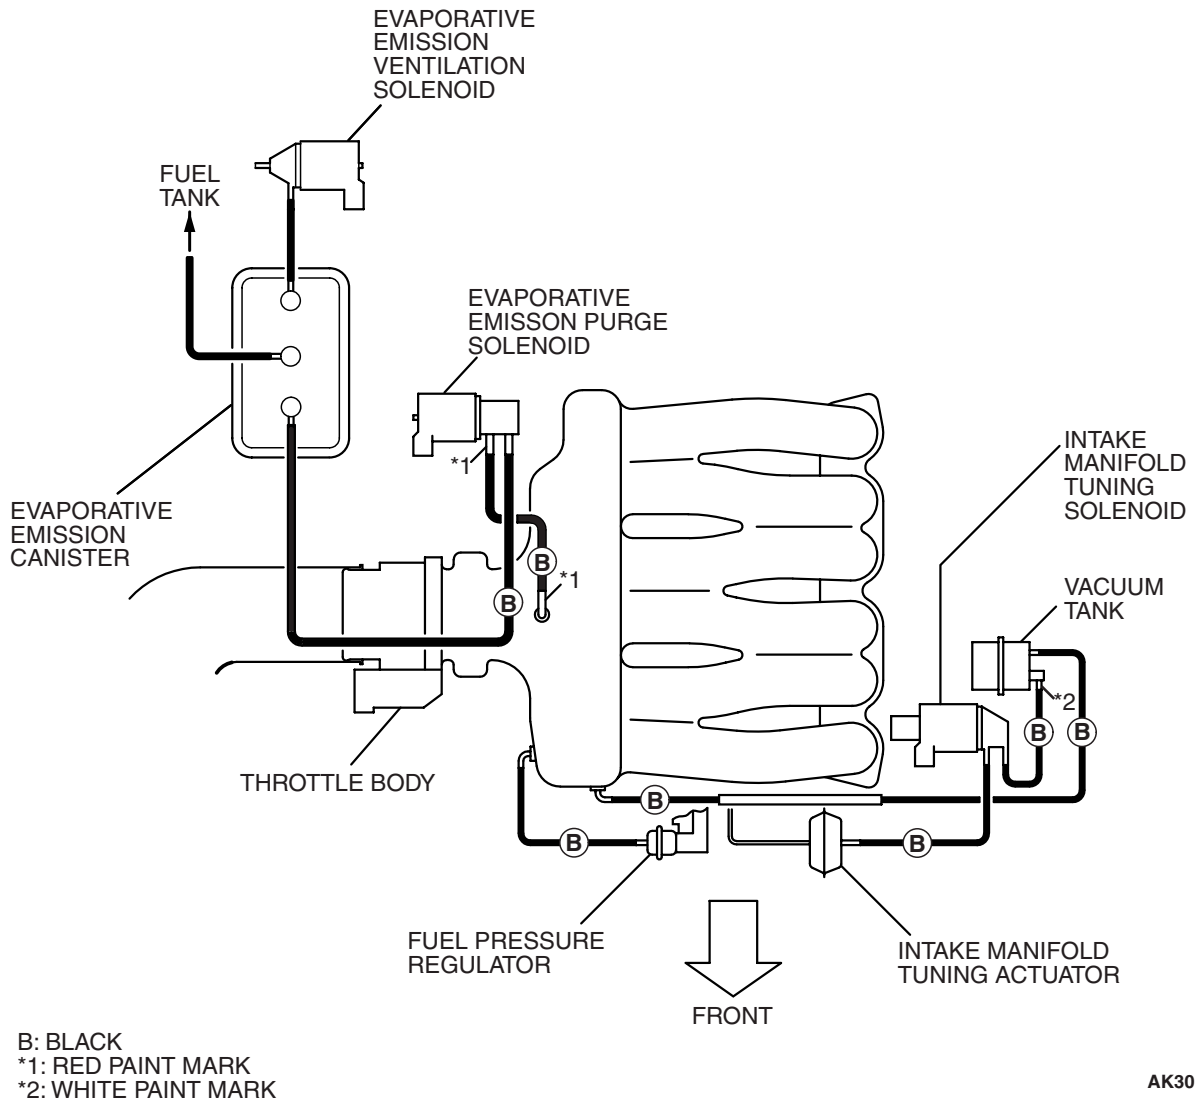 EVAPORATIVE
EMISSION
VENTILATION
SOLENOID
FUEL
TANK
EVAPORATIVE
EMISSON PURGE
SOLENOID
*1
INTAKE
MANIFOLD
TUNING
SOLENOID
EVAPORATIVE
EMISSION
CANISTER
B
*1
B
VACUUM
TANK
*2
B
B
THROTTLE BODY
B
B
B
FUEL PRESSURE
REGULATOR
INTAKE MANIFOLD
TUNING ACTUATOR
FRONT
B: BLACK
*1: RED PAINT MARK
*2: WHITE PAINT MARK
AK30